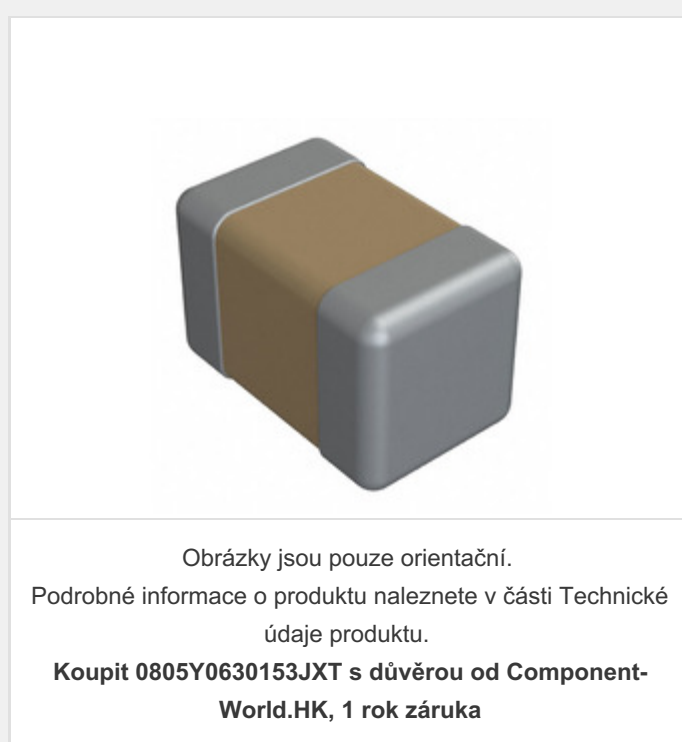 Obrázky jsou pouze orientační.
Podrobné informace o produktu naleznete v části Technické
údaje produktu.
Koupit 0805Y0630153JXT s důvěrou od Component-
World.HK, 1 rok záruka